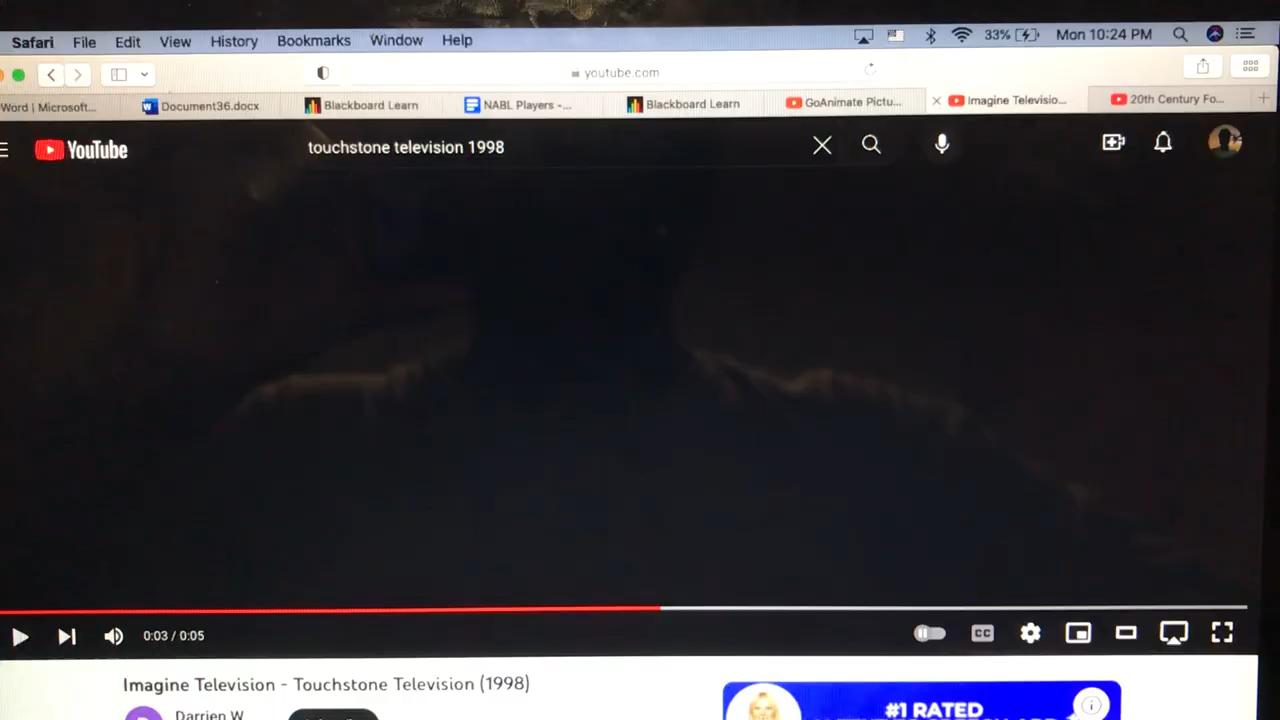 Safari File Edit View History Bookmarks Window Help 33% Mon 10:24 PM
youtube.com
Word | Microsoft... Document36.docx Blackboard Learn NABL Players -... Blackboard Learn GoAnimate Pictu... Imagine Televisio... 20th Century Fo...
YouTube touchstone television 1998
0:03 / 0:05 CC
Imagine Television - Touchstone Television (1998)
Darrien W
#1 RATED